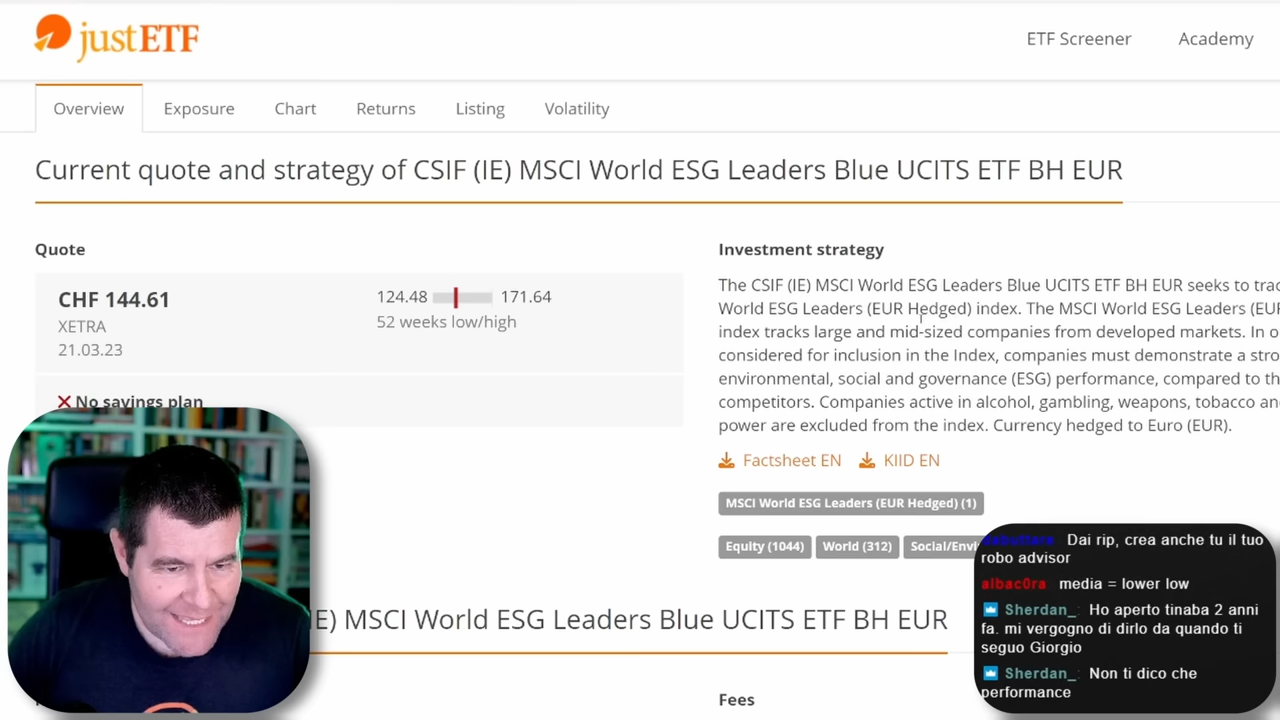 justETF
ETF Screener
Academy
Overview
Exposure
Chart
Returns
Listing
Volatility
Current quote and strategy of CSIF (IE) MSCI World ESG Leaders Blue UCITS ETF BH EUR
Quote
CHF 144.61
XETRA
21.03.23
124.48
171.64
52 weeks low/high
No savings plan
Investment strategy
The CSIF (IE) MSCI World ESG Leaders Blue UCITS ETF BH EUR seeks to
World ESG Leaders (EUR Hedged) index. The MSCI World ESG Leaders
index tracks large and mid-sized companies from developed markets. In
considered for inclusion in the Index, companies must demonstrate a
environmental, social and governance (ESG) performance, compared to
competitors. Companies active in alcohol, gambling, weapons, tobacco
power are excluded from the index. Currency hedged to Euro (EUR).
Factsheet EN
KIID EN
MSCI World ESG Leaders (EUR Hedged) (1)
Equity (1044)
World (312)
Dai rip, crea anche tu il tuo
robo advisor
albac0ra media = lower low
Sherdan_: Ho aperto tinaba 2 anni
fa. mi vergogno di dirlo da quando ti
seguo Giorgio
Sherdan_: Non ti dico che
performance
IE) MSCI World ESG Leaders Blue UCITS ETF BH EUR
Fees